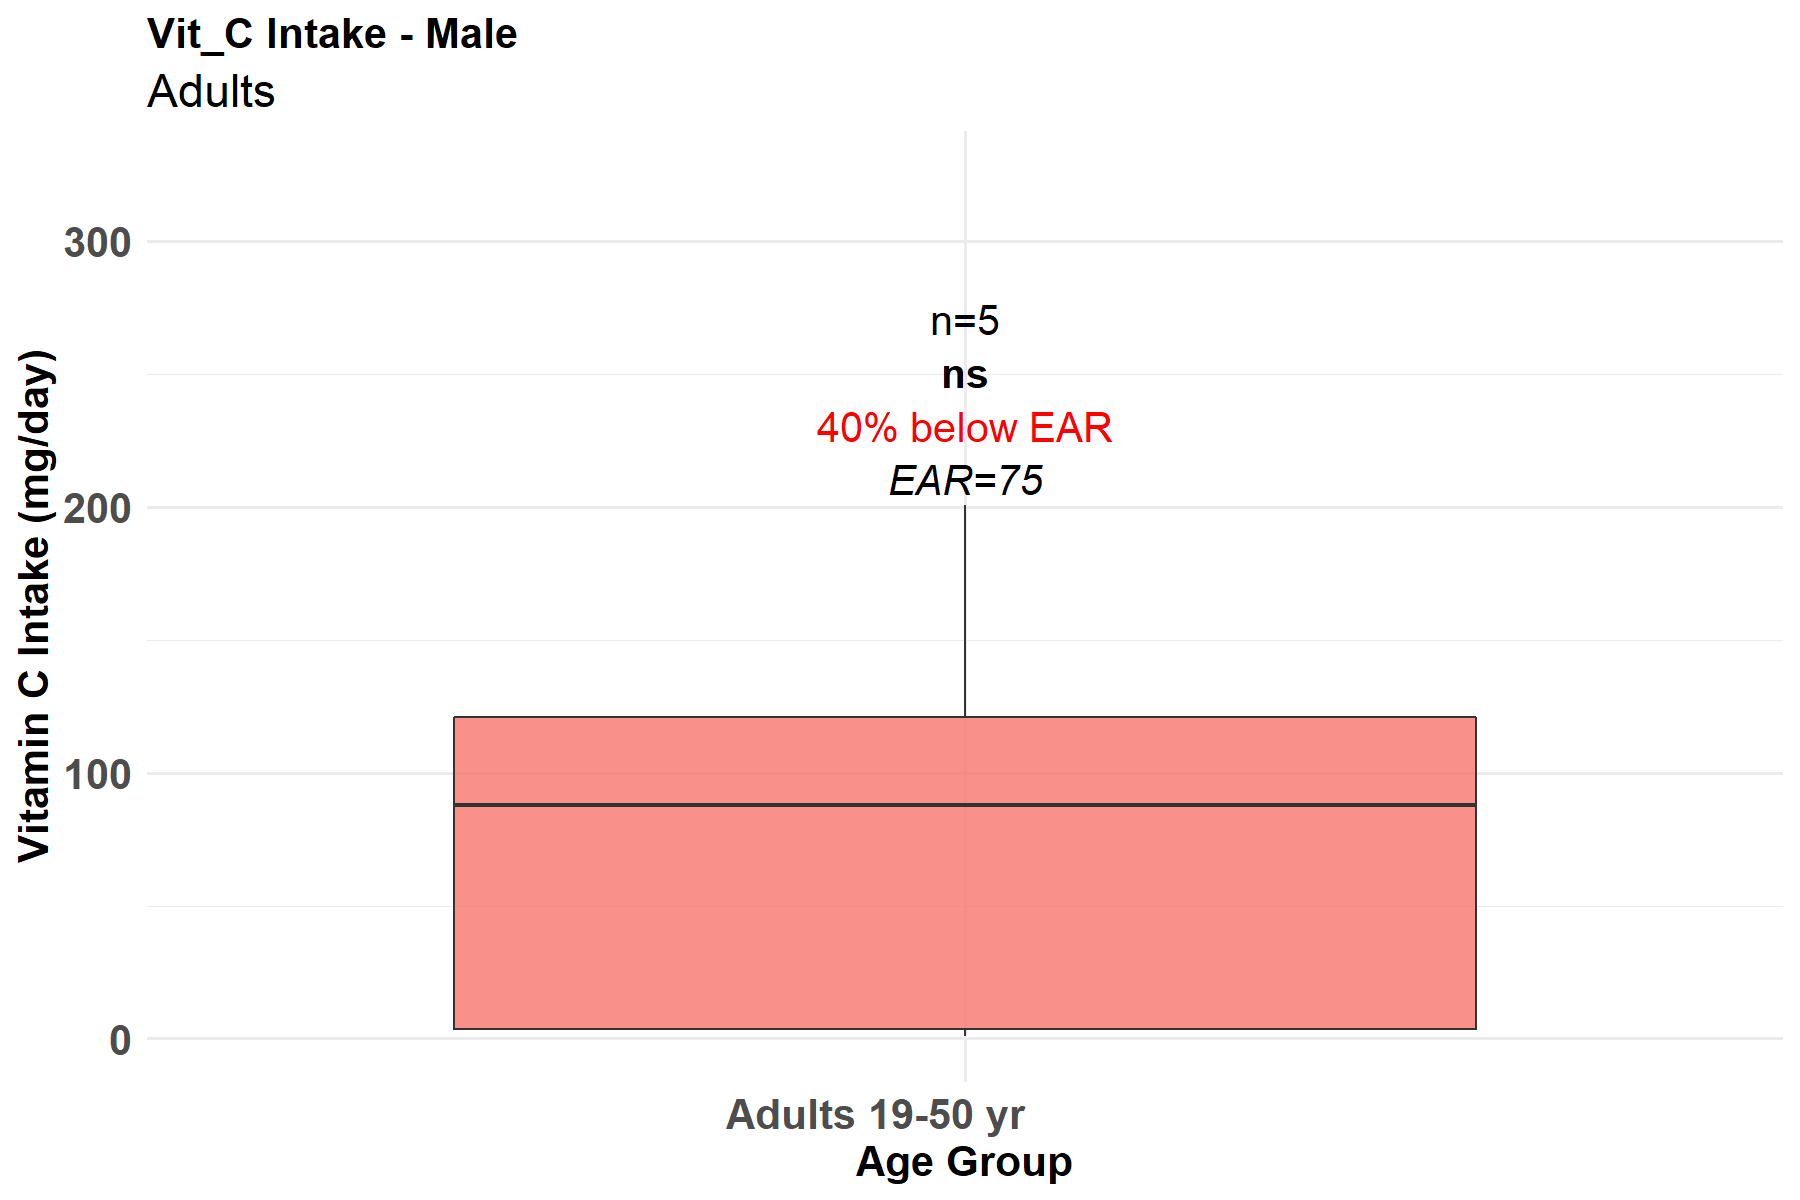 Vit_C Intake - Male
Adults
Vitamin C Intake (mg/day)
300
200
100
0
n=5
ns
40% below EAR
EAR=75
Adults 19-50 yr
Age Group